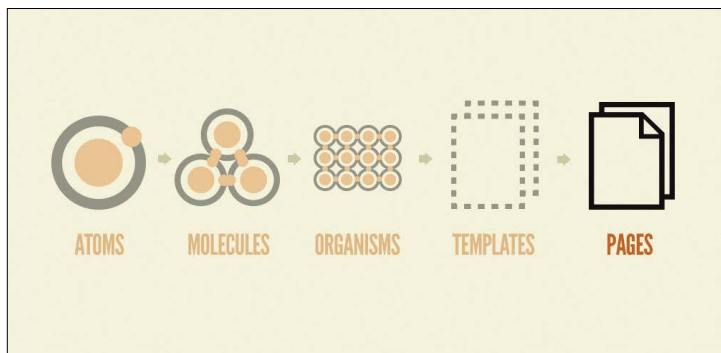 ATOMS
MOLECULES
ORGANISMS
TEMPLATES
PAGES